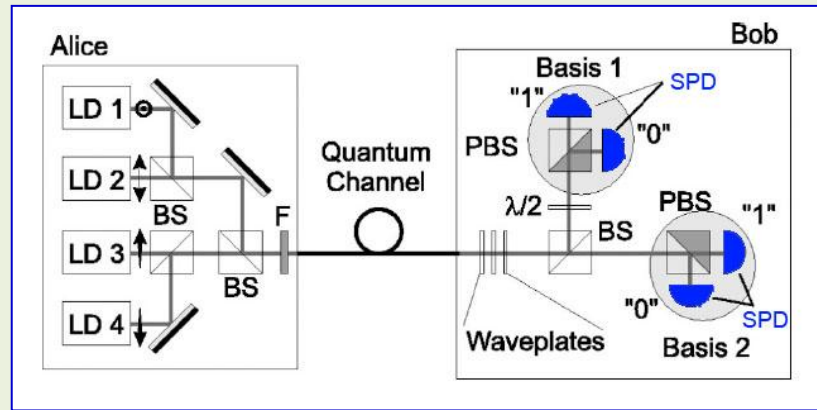 Alice
LD 1
LD 2
BS
LD 3
BS
F
LD 4
Quantum
Channel
Bob
Basis 1
"1"
SPD
PBS
"0"
λ/2
BS
PBS
"1"
"0"
SPD
Waveplates
Basis 2